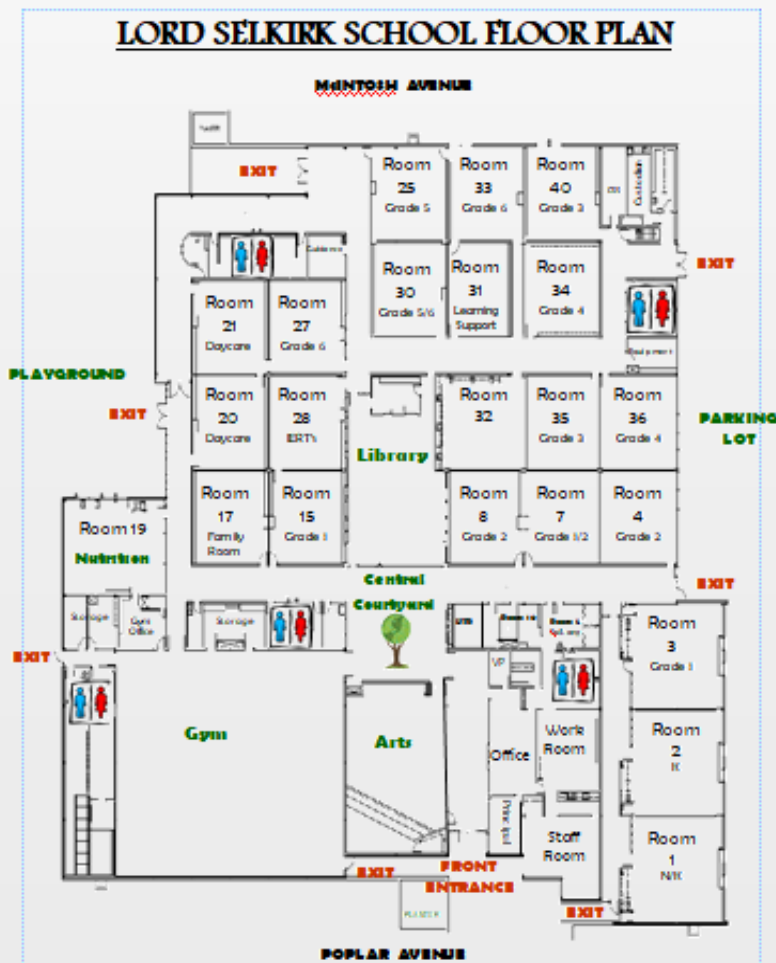 LORD SELKIRK SCHOOL FLOOR PLAN
McINTOSH AVENUE
EXIT
Room
25
Grade 5
Room
33
Grade 6
Room
40
Grade 3
Custodian
Guidance
Room
30
Grade 5/6
Room
31
Learning
Support
Room
34
Grade 4
EXIT
Room
21
Daycare
Room
27
Grade 6
Equipment
PLAYGROUND
EXIT
Room
20
Daycare
Room
28
Library
Room
32
Room
35
Grade 3
Room
36
Grade 4
PARKING
LOT
Room 19
Nutrition
Room
17
Family
Room
Room
15
Grade 1
Room
8
Grade 2
Room
7
Grade 1/2
Room
4
Grade 2
Central
Courtyard
EXIT
Storage
Gym
Office
Storage
Room
3
Grade 1
EXIT
VP
Gym
Arts
Office
Work
Room
Room
2
K
Principal
Staff
Room
Room
1
N/K
EXIT
FRONT
ENTRANCE
PLANTER
EXIT
POPLAR AVENUE